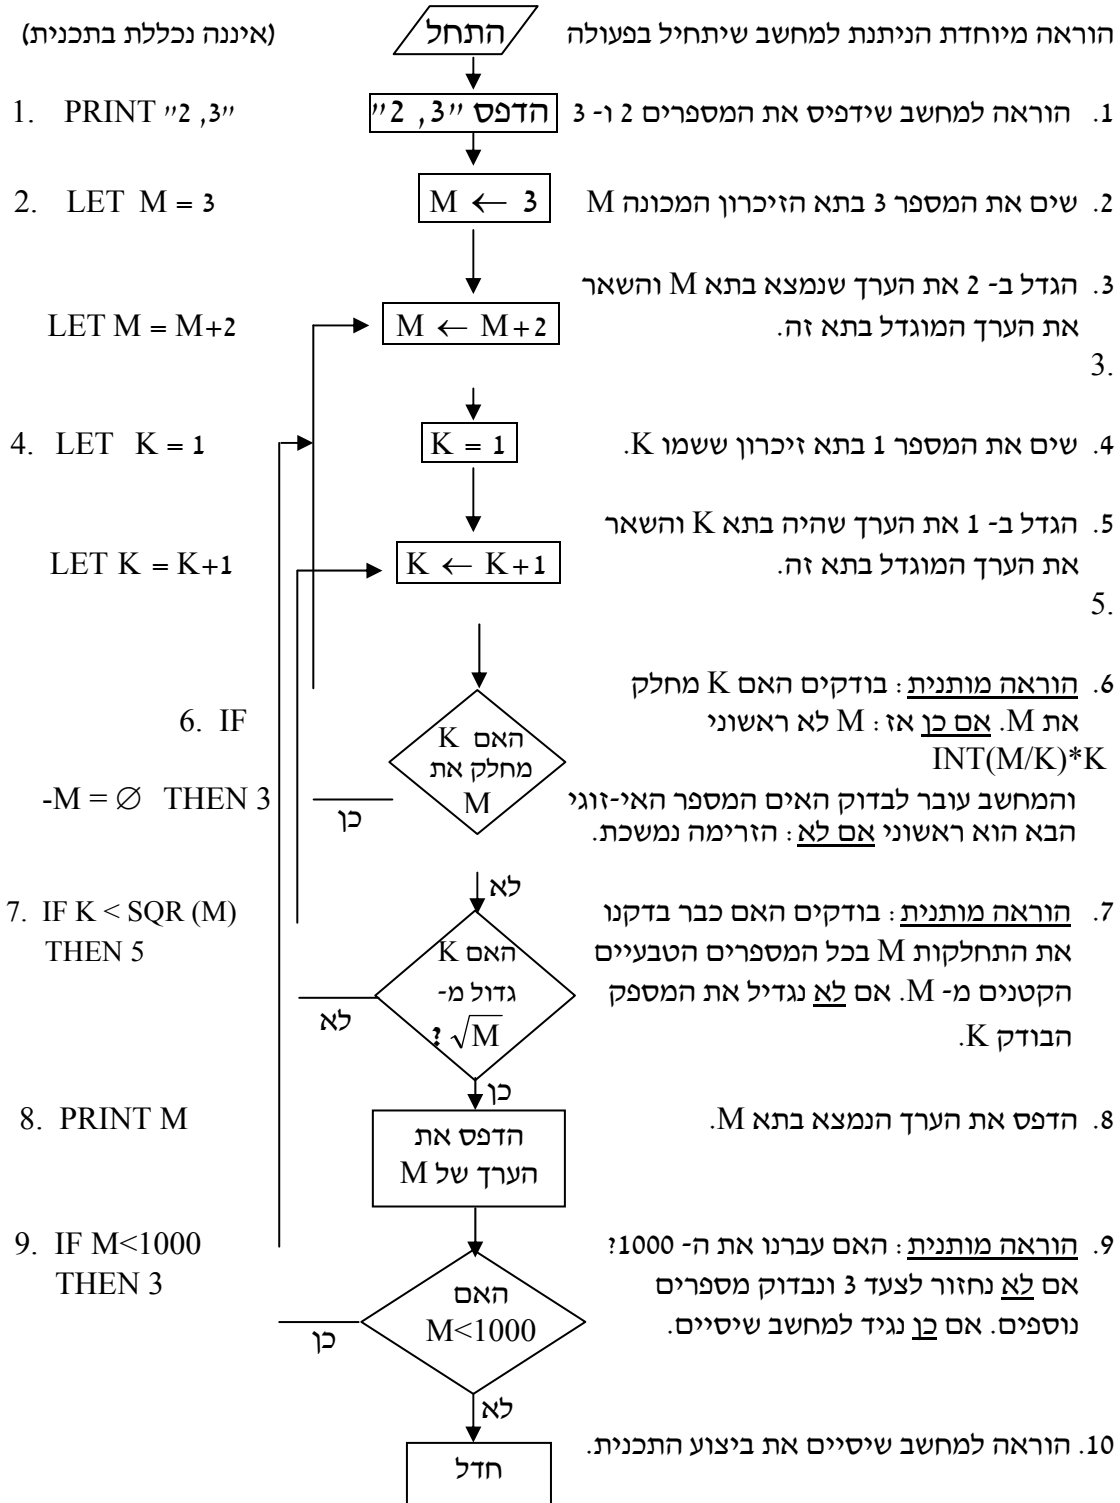 הוראה מיוחדת הניתנת למחשב שיתחיל בפעולה התחל (איננה נכללת בתכנית)
1. הוראה למחשב שידפיס את המספרים 2 ו- 3 הדפס "3, 2" 1. PRINT "2 ,3"
2. שים את המספר 3 בתא הזיכרון המכונה M M ← 3 2. LET M = 3
3. הגדל ב- 2 את הערך שנמצא בתא M והשאר
את הערך המוגדל בתא זה. M ← M+2 LET M = M+2
3.
4. שים את המספר 1 בתא זיכרון ששמו K. K = 1 4. LET K = 1
5. הגדל ב- 1 את הערך שהיה בתא K והשאר
את הערך המוגדל בתא זה. K ← K+1 LET K = K+1
5.
6. הוראה מותנית : בודקים האם K מחלק
את M. אם כן אז : M לא ראשוני האם K 6. IF
INT(M/K)*K מחלק את
והמחשב עובר לבדוק האים המספר האי-זוגי M כן -M = ∅ THEN 3
הבא הוא ראשוני אם לא : הזרימה נמשכת.
לא
7. הוראה מותנית : בודקים האם כבר בדקנו 7. IF K < SQR (M)
את התחלקות M בכל המספרים הטבעיים האם K THEN 5
הקטנים מ- M. אם לא נגדיל את המספק גדול מ- לא
הבודק K. √M ?
כן
8. הדפס את הערך הנמצא בתא M. הדפס את 8. PRINT M
הערך של M
9. הוראה מותנית : האם עברנו את ה- 1000? 9. IF M<1000
אם לא נחזור לצעד 3 ונבדוק מספרים האם THEN 3
נוספים. אם כן נגיד למחשב שיסיים. M<1000 כן
לא
10. הוראה למחשב שיסיים את ביצוע התכנית. חדל